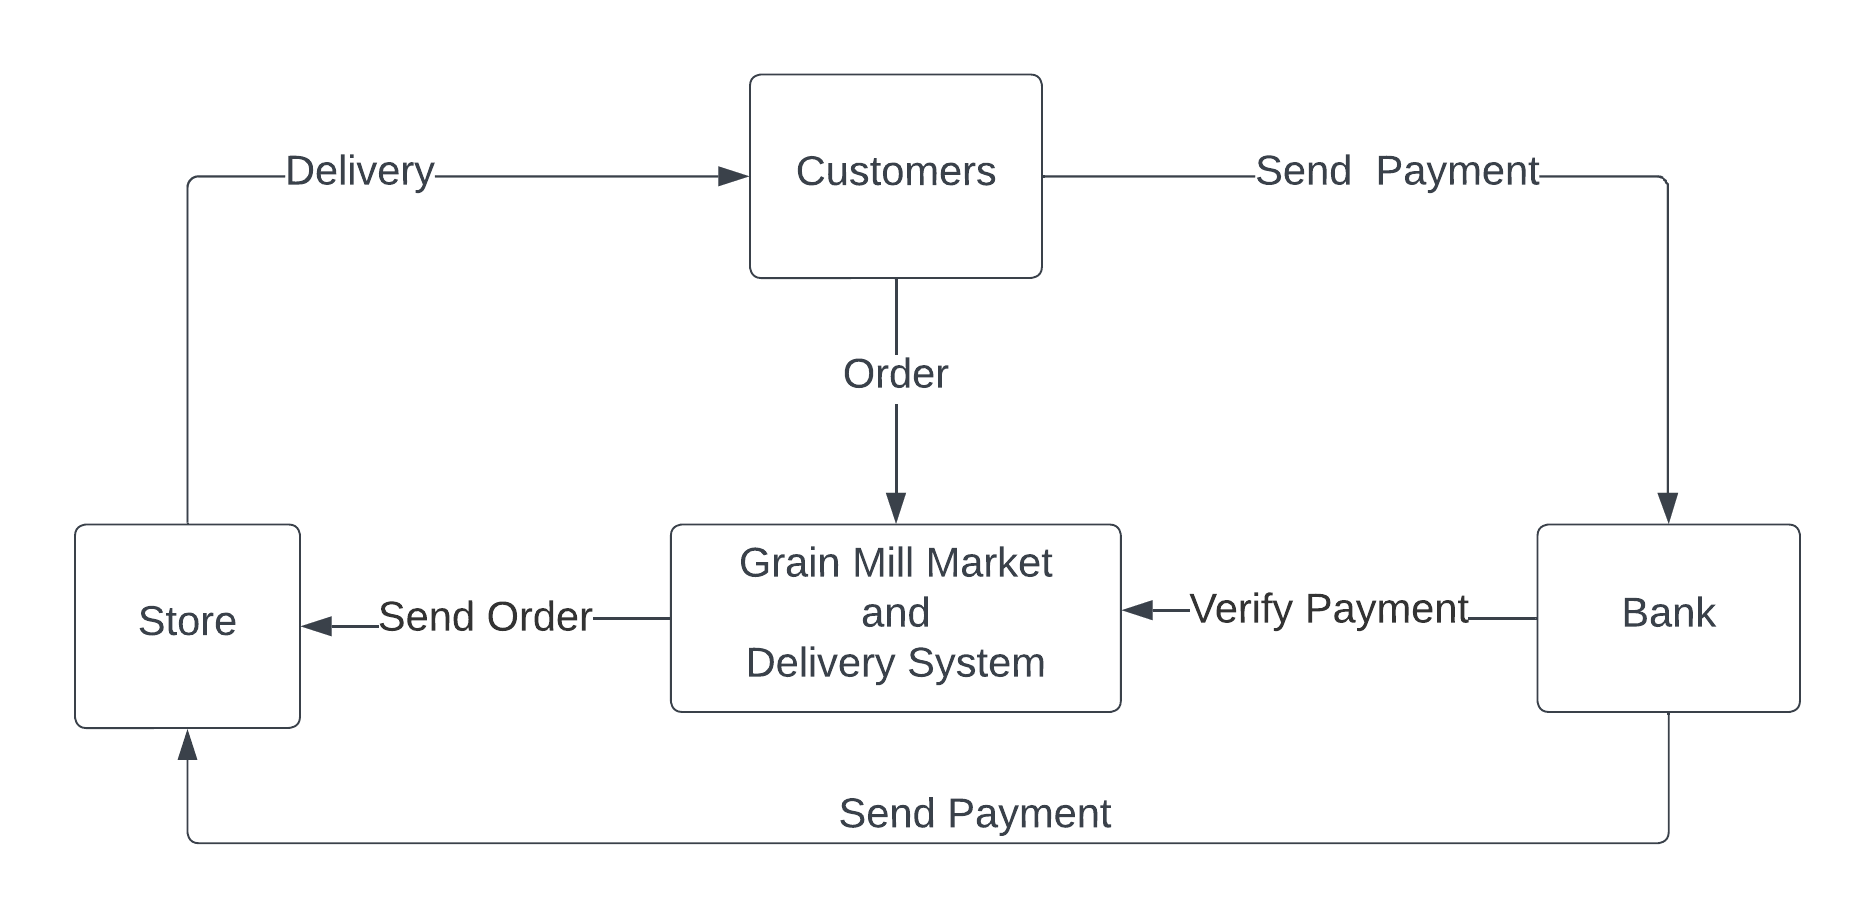 Delivery
Customers
Send  Payment
Order
Store
Send Order
Grain Mill Market
and
Delivery System
Verify Payment
Bank
Send Payment